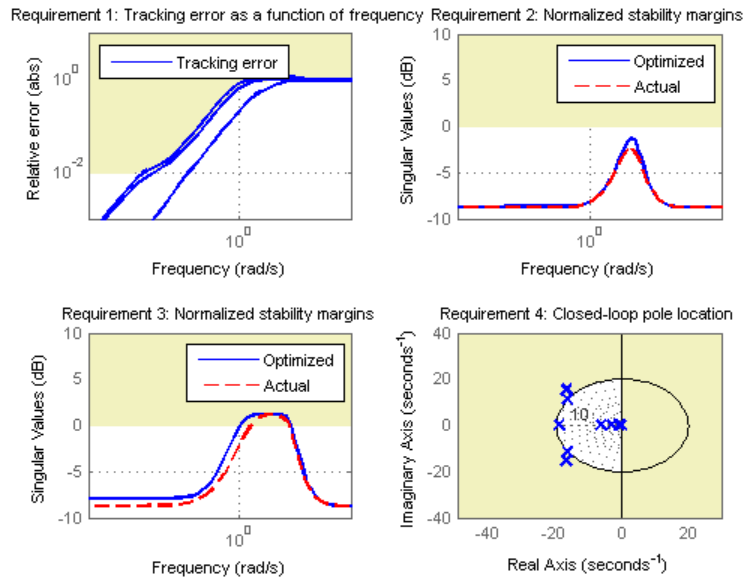 Requirement 1: Tracking error as a function of frequency
10^0
10^-2
Relative error (abs)
Tracking error
10^0
Frequency (rad/s)
Requirement 2: Normalized stability margins
10
5
0
-5
-10
Singular Values (dB)
Optimized
Actual
10^0
Frequency (rad/s)
Requirement 3: Normalized stability margins
10
5
0
-5
-10
Singular Values (dB)
Optimized
Actual
10^0
Frequency (rad/s)
Requirement 4: Closed-loop pole location
40
20
0
-20
-40
Imaginary Axis (seconds^-1)
10
-40 -20 0 20
Real Axis (seconds^-1)